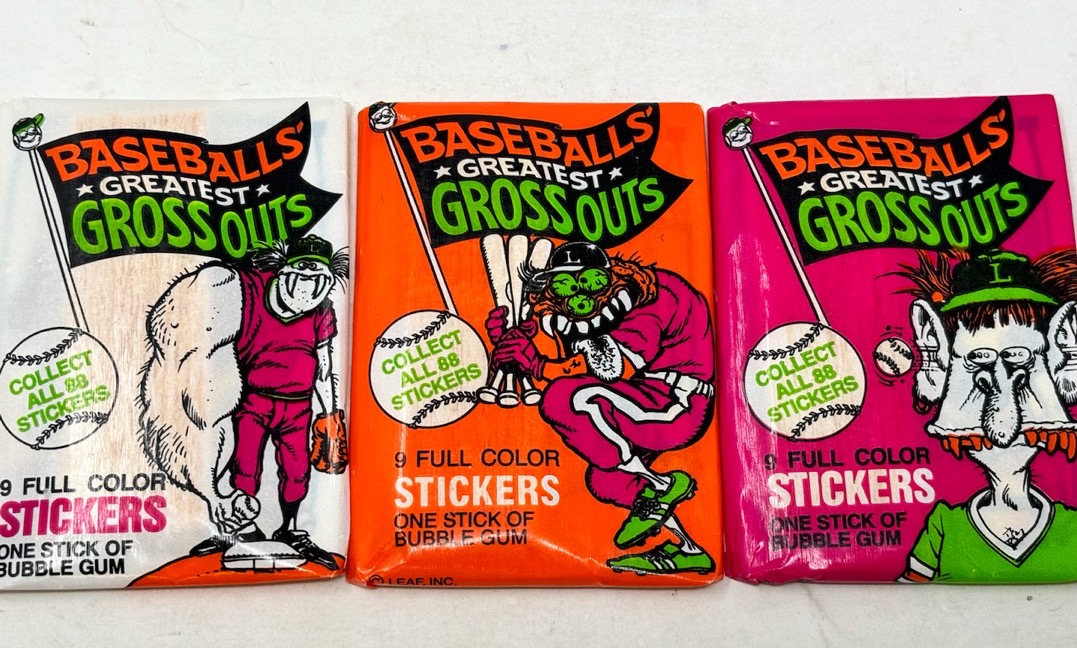 BASEBALLS'
GREATEST
GROSS OUTS
COLLECT
ALL 88
STICKERS
9 FULL COLOR
STICKERS
ONE STICK OF
BUBBLE GUM
BASEBALLS'
GREATEST
GROSS OUTS
L
COLLECT
ALL 88
STICKERS
9 FULL COLOR
STICKERS
ONE STICK OF
BUBBLE GUM
© LEAF, INC.
BASEBALLS'
GREATEST
GROSS OUTS
L
COLLECT
ALL 88
STICKERS
9 FULL COLOR
STICKERS
ONE STICK OF
BUBBLE GUM